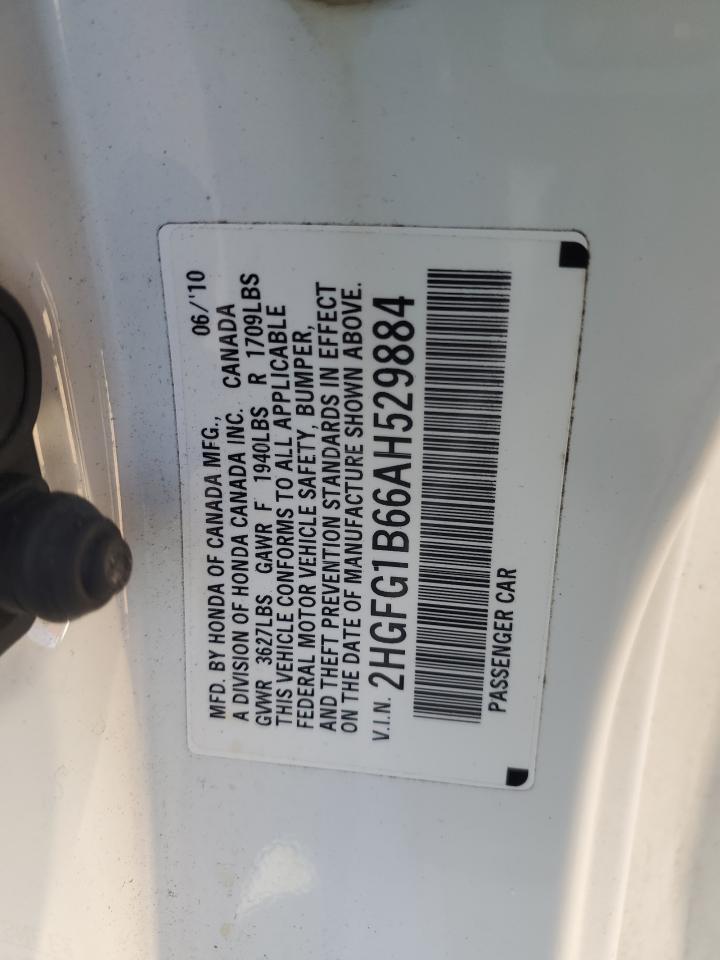 MFD. BY HONDA OF CANADA MFG., 06/'10
A DIVISION OF HONDA CANADA INC. CANADA
GVWR 3627LBS GAWR F 1940LBS R 1709LBS
THIS VEHICLE CONFORMS TO ALL APPLICABLE
FEDERAL MOTOR VEHICLE SAFETY, BUMPER,
AND THEFT PREVENTION STANDARDS IN EFFECT
ON THE DATE OF MANUFACTURE SHOWN ABOVE.
V.I.N. 2HGFG1B66AH529884
PASSENGER CAR